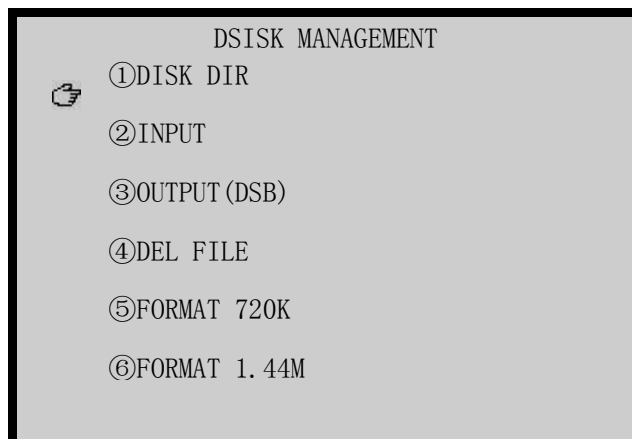 DSISK MANAGEMENT
①DISK DIR
②INPUT
③OUTPUT(DSB)
④DEL FILE
⑤FORMAT 720K
⑥FORMAT 1.44M